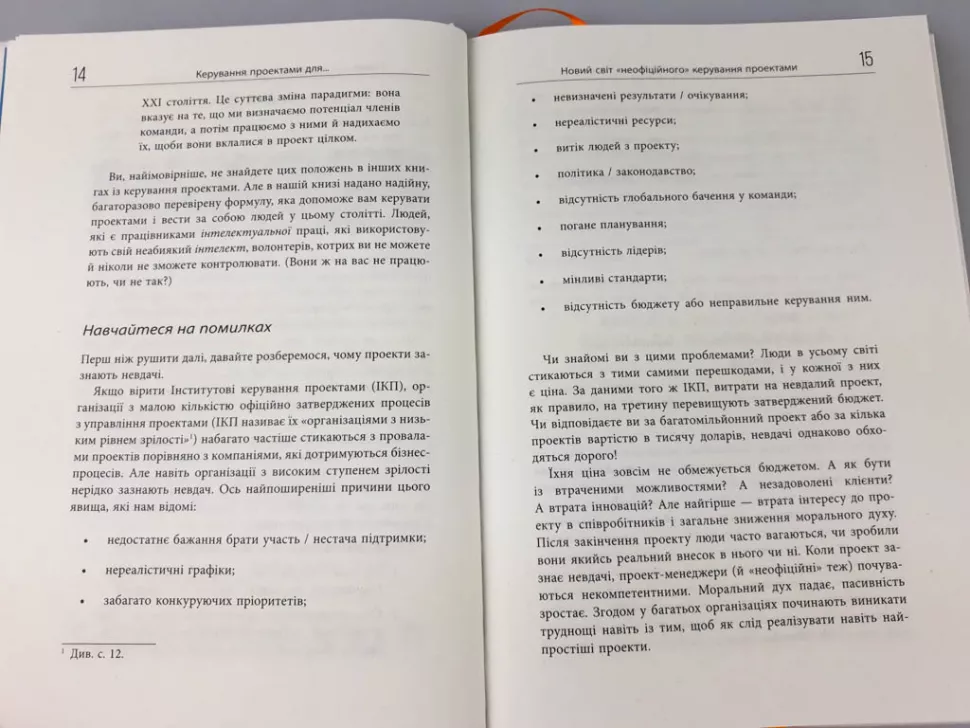 14
Керування проектами для...
ХХІ століття. Це суттєва зміна парадигми: вона
вказує на те, що ми визначаємо потенціал членів
команди, а потім працюємо з ними й надихаємо
їх, щоби вони вклалися в проект цілком.
Ви, найімовірніше, не знайдете цих положень в інших кни-
гах із керування проектами. Але в нашій книзі надано надійну,
багаторазово перевірену формулу, яка допоможе вам керувати
проектами і вести за собою людей у цьому столітті. Людей,
які є працівниками інтелектуальної праці, які використову-
ють свій неабиякий інтелект, волонтерів, котрих ви не можете
й ніколи не зможете контролювати. (Вони ж на вас не працю-
ють, чи не так?)
Навчайтеся на помилках
Перш ніж рушити далі, давайте розберемося, чому проекти за-
знають невдачі.
Якщо вірити Інститутові керування проектами (ІКП), ор-
ганізації з малою кількістю офіційно затверджених процесів
з управління проектами (ІКП називає їх «організаціями з низь-
ким рівнем зрілості»¹) набагато частіше стикаються з провала-
ми проектів порівняно з компаніями, які дотримуються бізнес-
процесів. Але навіть організації з високим ступенем зрілості
нерідко зазнають невдач. Ось найпоширеніші причини цього
явища, які нам відомі:
• недостатнє бажання брати участь / нестача підтримки;
• нереалістичні графіки;
• забагато конкуруючих пріоритетів;
¹ Див. с. 12.
Новий світ «неофіційного» керування проектами
15
• невизначені результати / очікування;
• нереалістичні ресурси;
• витік людей з проекту;
• політика / законодавство;
• відсутність глобального бачення у команди;
• погане планування;
• відсутність лідерів;
• мінливі стандарти;
• відсутність бюджету або неправильне керування ним.
Чи знайомі ви з цими проблемами? Люди в усьому світі
стикаються з тими самими перешкодами, і у кожної з них
є ціна. За даними того ж ІКП, витрати на невдалий проект,
як правило, на третину перевищують затверджений бюджет.
Чи відповідаєте ви за багатомільйонний проект або за кілька
проектів вартістю в тисячу доларів, невдачі однаково обхо-
дяться дорого!
Їхня ціна зовсім не обмежується бюджетом. А як бути
із втраченими можливостями? А незадоволені клієнти?
А втрата інновацій? Але найгірше — втрата інтересу до про-
екту в співробітників і загальне зниження морального духу.
Після закінчення проекту люди часто вагаються, чи зробили
вони якийсь реальний внесок в нього чи ні. Коли проект за-
знає невдачі, проект-менеджери (й «неофіційні» теж) почува-
ються некомпетентними. Моральний дух падає, пасивність
зростає. Згодом у багатьох організаціях починають виникати
труднощі навіть із тим, щоб як слід реалізувати навіть най-
простіші проекти.